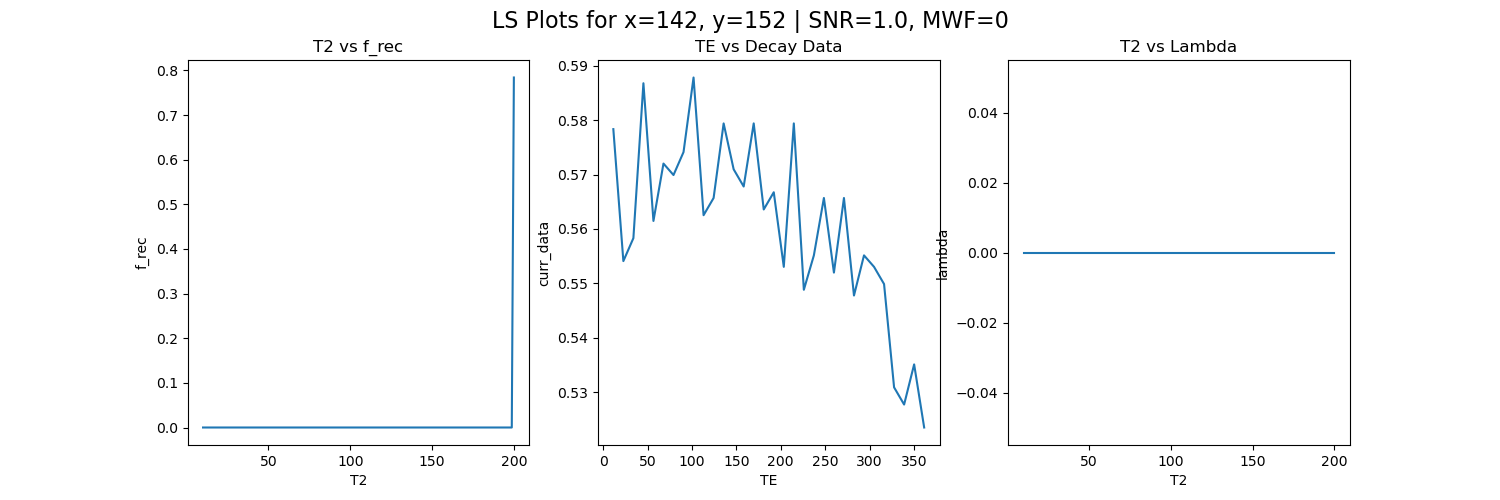 LS Plots for x=142, y=152 | SNR=1.0, MWF=0
T2 vs f_rec
0.8
0.7
0.6
0.5
0.4
0.3
0.2
0.1
0.0
f_rec
50 100 150 200
T2
TE vs Decay Data
0.59
0.58
0.57
0.56
0.55
0.54
0.53
curr_data
0 50 100 150 200 250 300 350
TE
T2 vs Lambda
0.04
0.02
0.00
−0.02
−0.04
lambda
50 100 150 200
T2